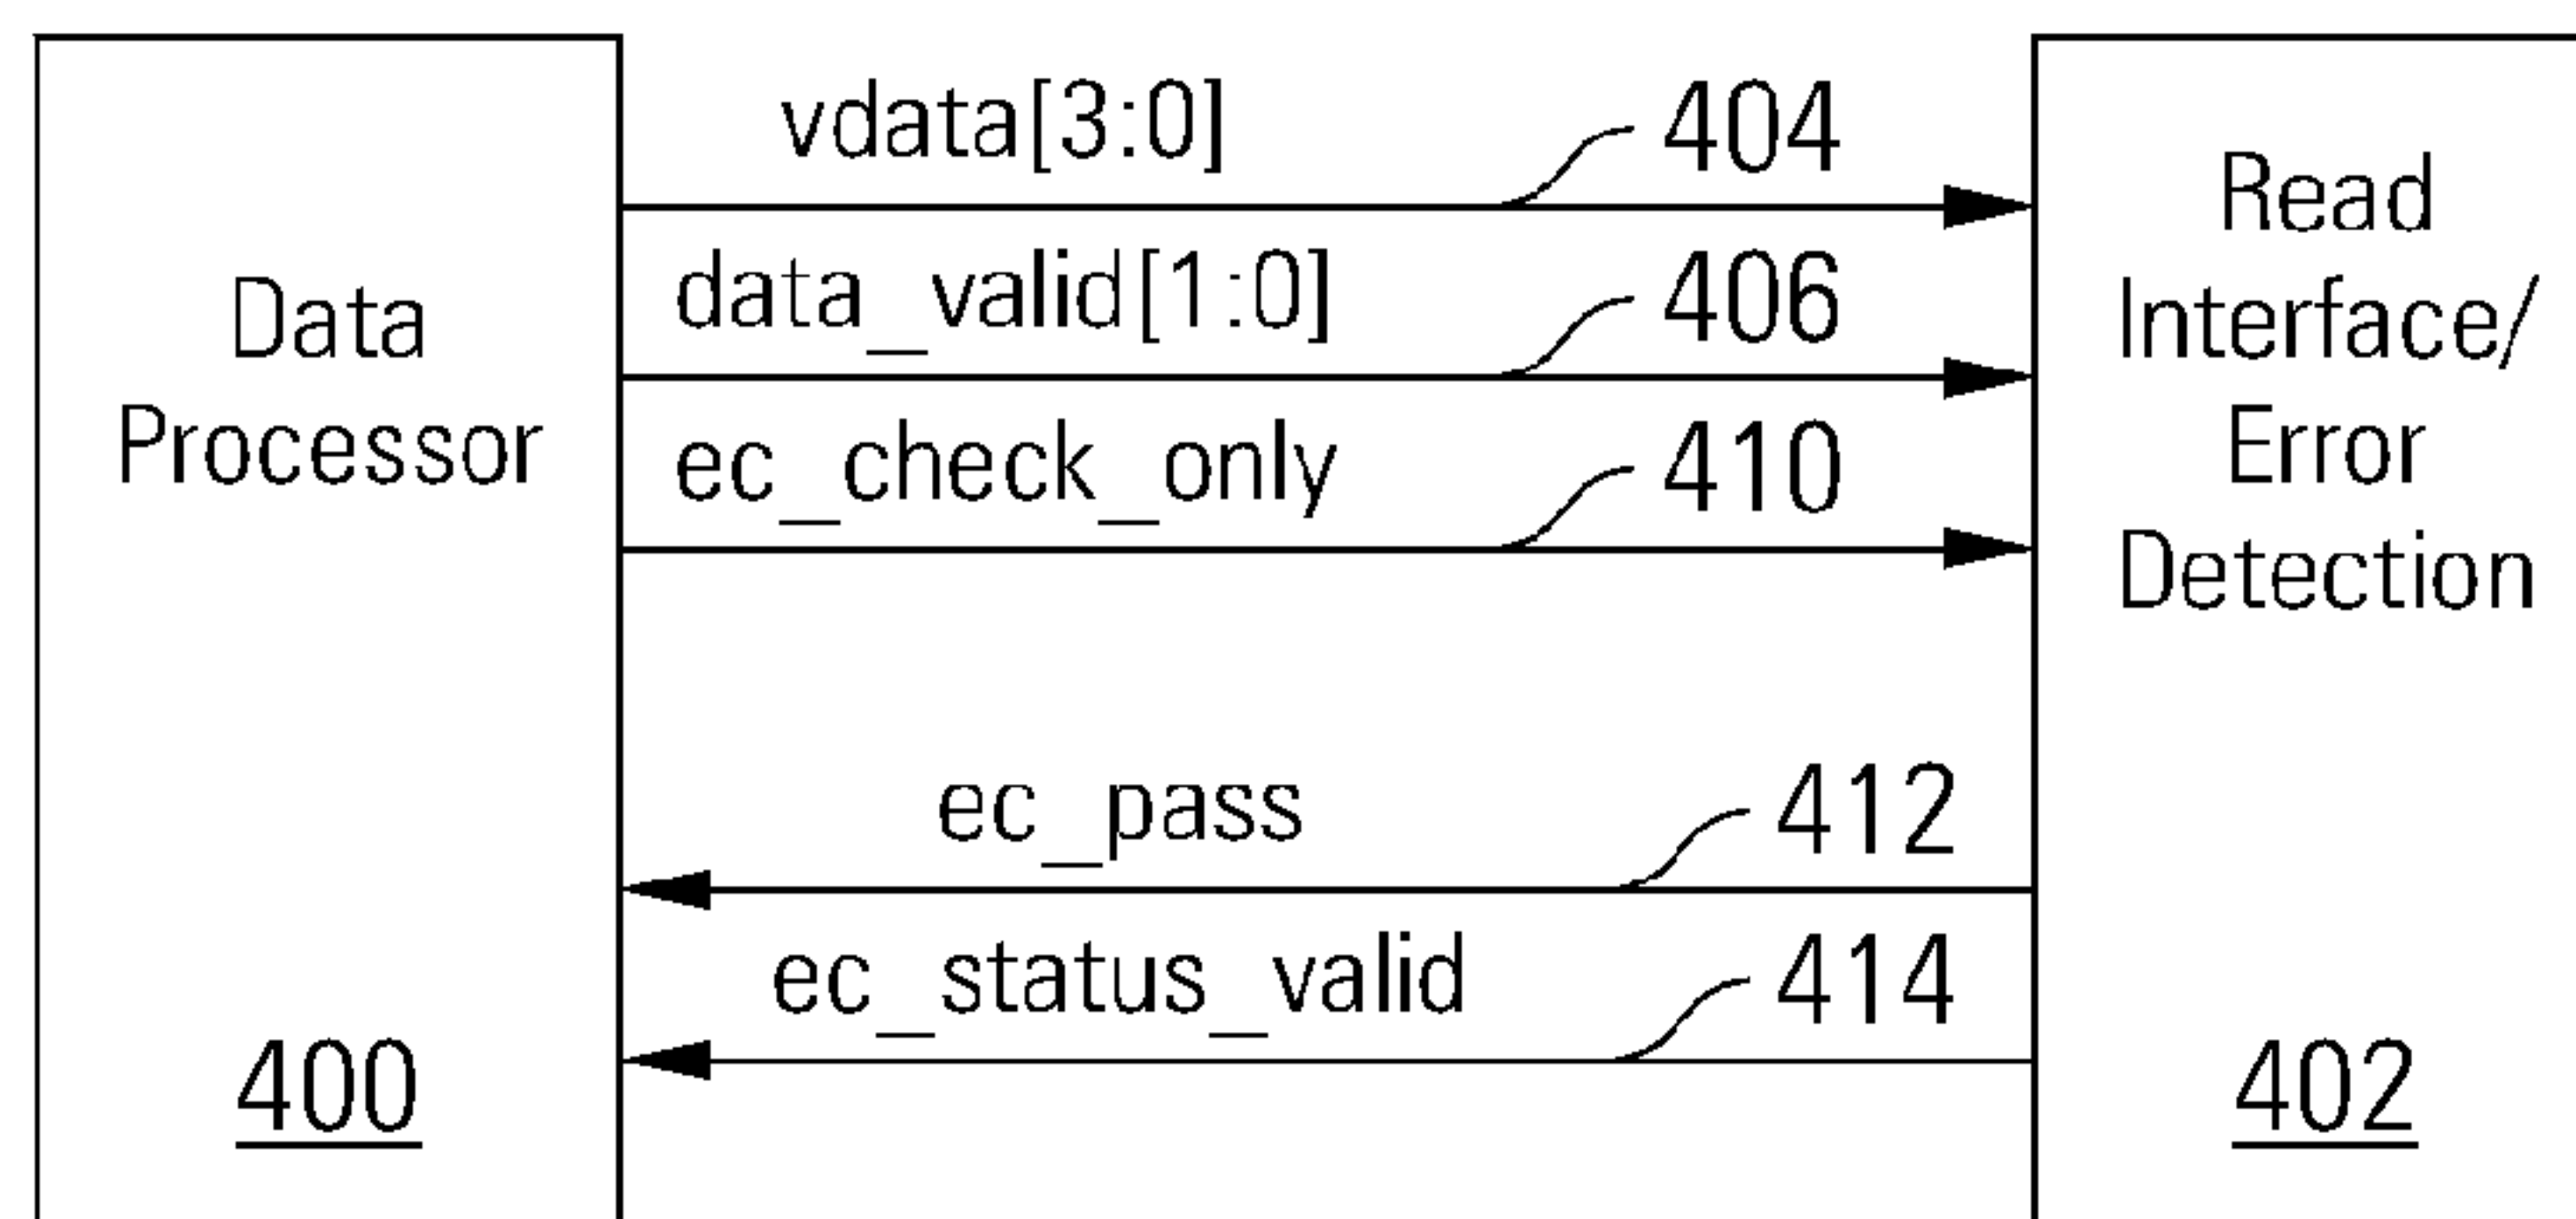 Data
Processor
400
vdata[3:0]
404
data_valid[1:0]
406
ec_check_only
410
ec_pass
412
ec_status_valid
414
Read
Interface/
Error
Detection
402